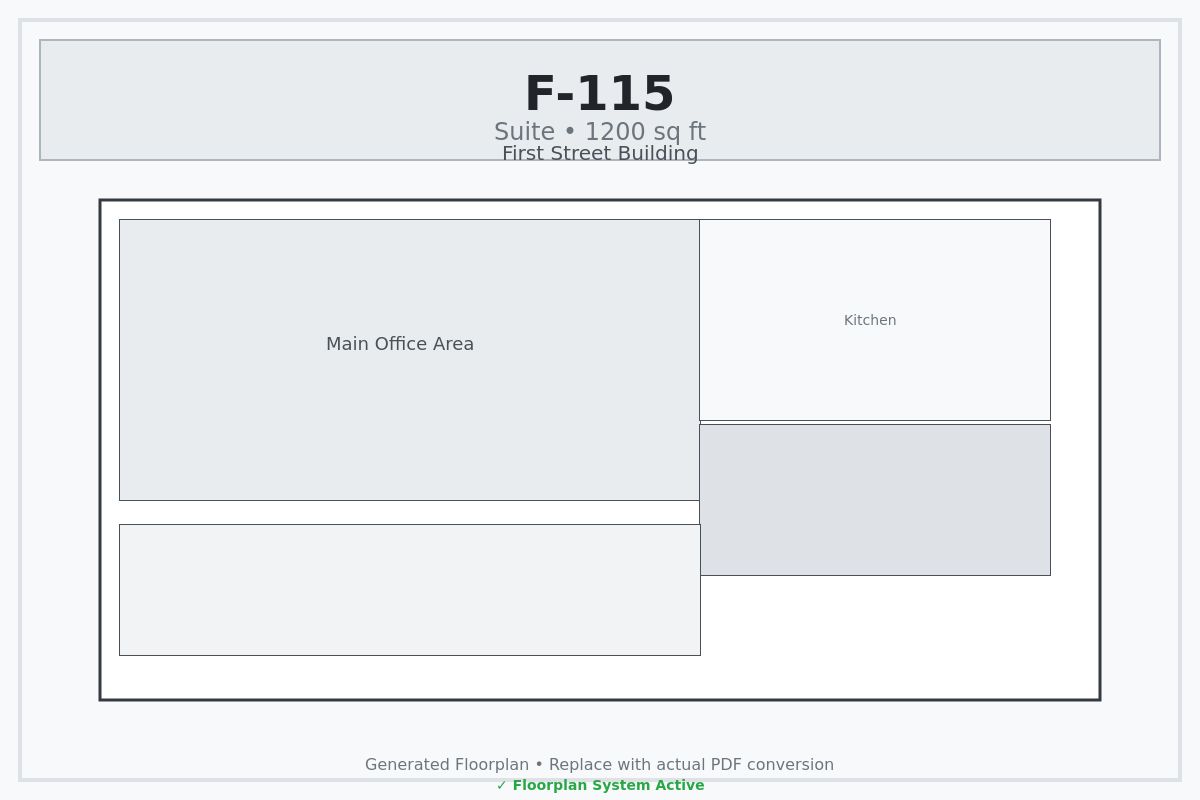 F-115
Suite • 1200 sq ft
First Street Building
Main Office Area
Kitchen
Generated Floorplan • Replace with actual PDF conversion
✓ Floorplan System Active